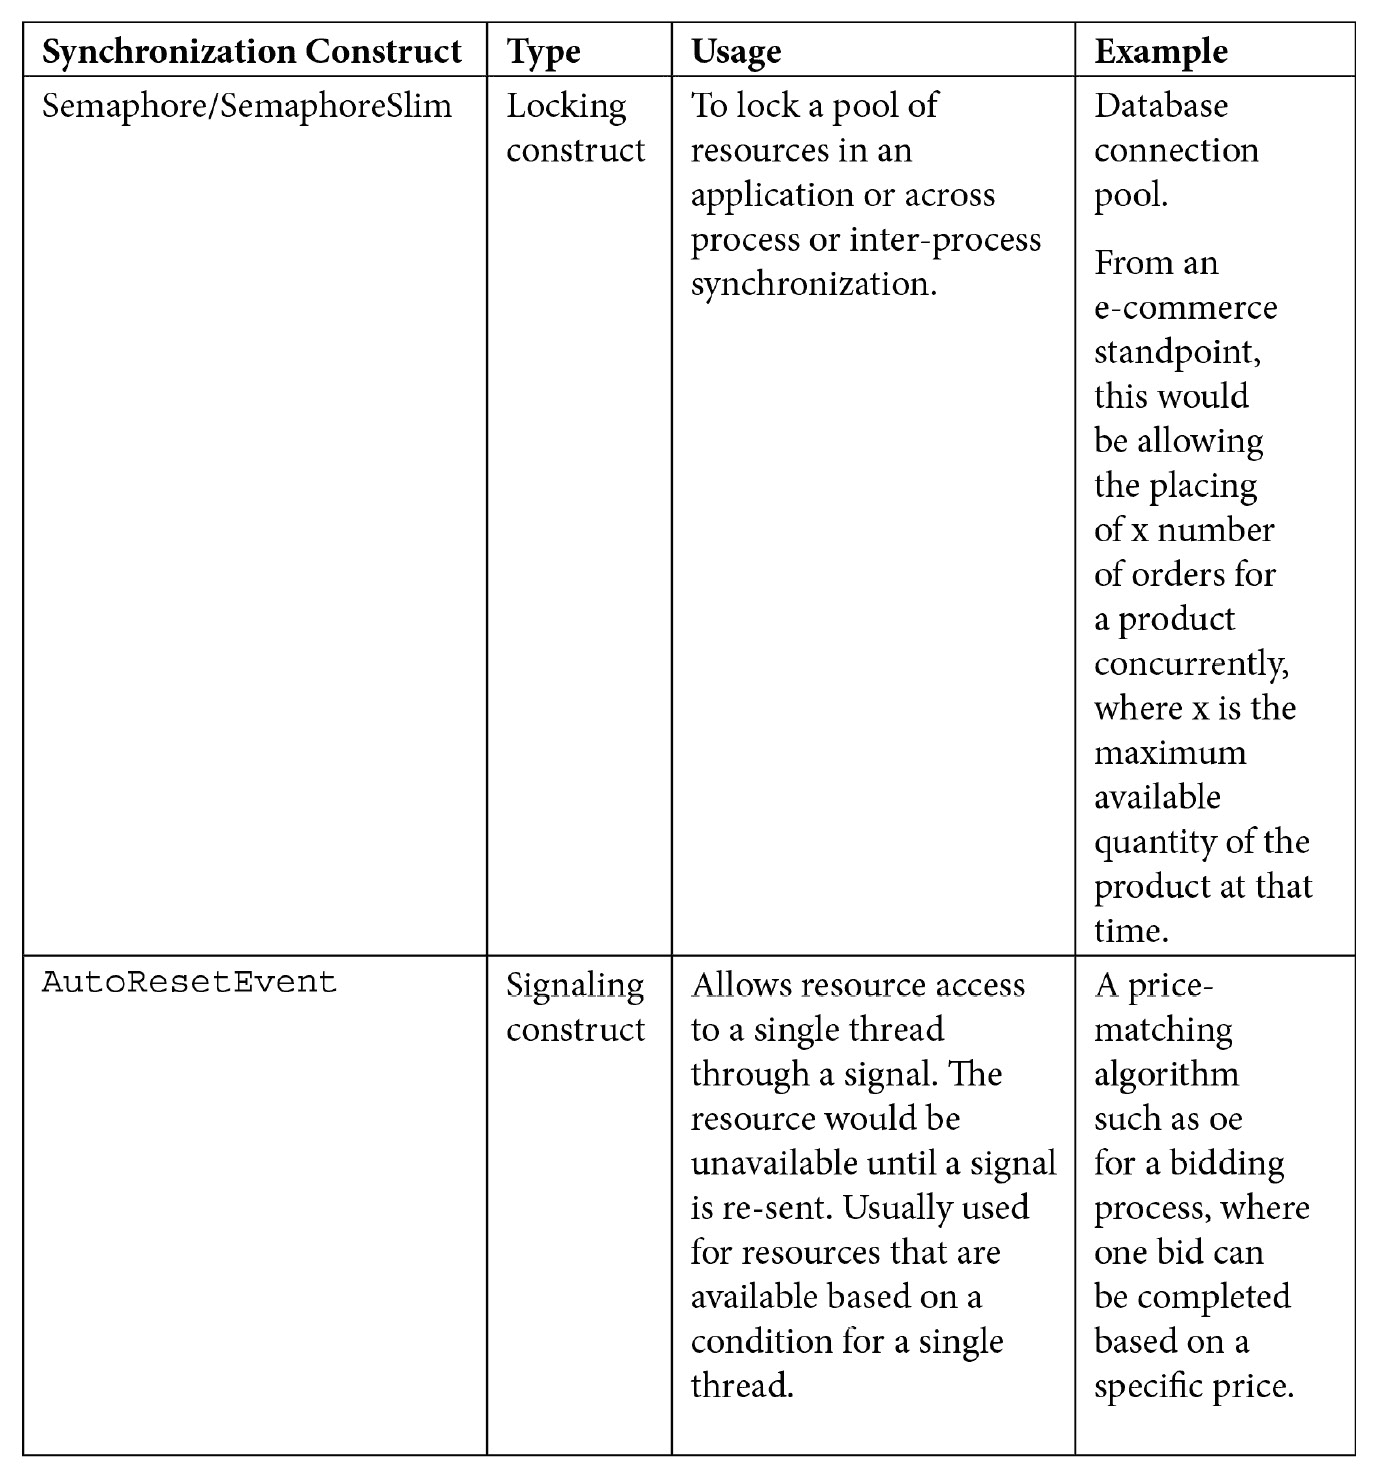 Synchronization Construct
Type
Usage
Example
Semaphore/SemaphoreSlim
Locking
construct
To lock a pool of
resources in an
application or across
process or inter-process
synchronization.
Database
connection
pool.
From an
e-commerce
standpoint,
this would
be allowing
the placing
of x number
of orders for
a product
concurrently,
where x is the
maximum
available
quantity of the
product at that
time.
AutoResetEvent
Signaling
construct
Allows resource access
to a single thread
through a signal. The
resource would be
unavailable until a signal
is re-sent. Usually used
for resources that are
available based on a
condition for a single
thread.
A price-
matching
algorithm
such as oe
for a bidding
process, where
one bid can
be completed
based on a
specific price.